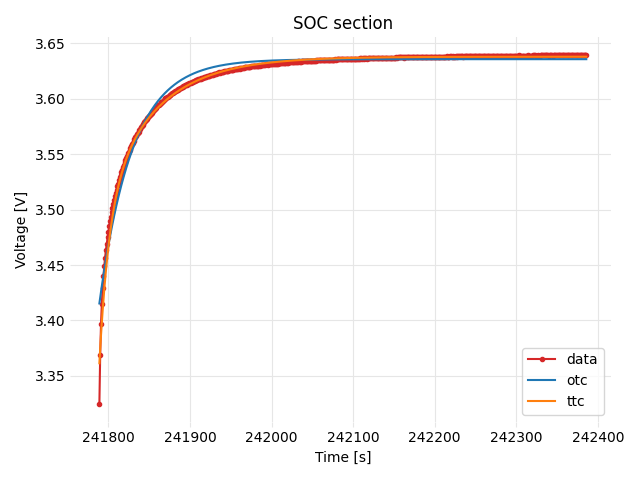 SOC section
3.65
3.60
3.55
3.50
3.45
3.40
3.35
Voltage [V]
data
otc
ttc
241800 241900 242000 242100 242200 242300 242400
Time [s]